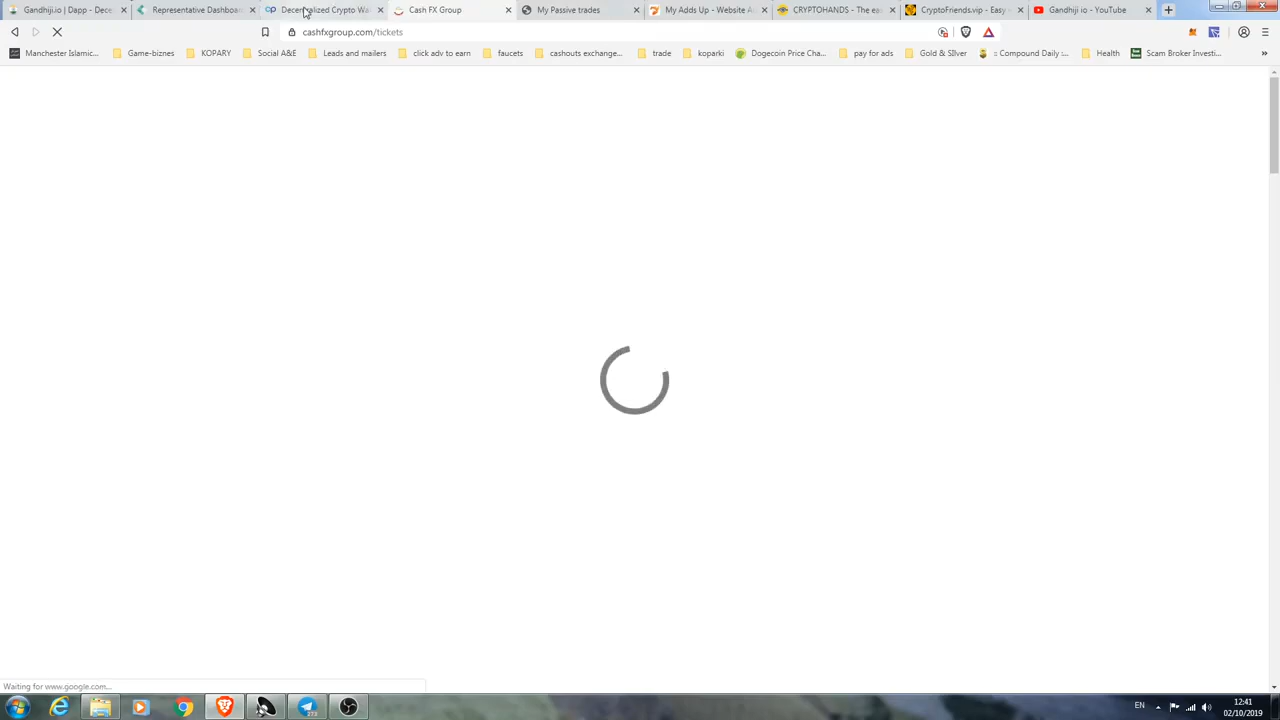 Gandhiji.io | Dapp - Dece
Representative Dashboar
Decentralized Crypto Wa
Cash FX Group
My Passive trades
My Adds Up - Website A
CRYPTOHANDS - The ea
CryptoFriends.vip - Easy
Gandhiji io - YouTube
cashfxgroup.com/tickets
Manchester Islamic...
Game-biznes
KOPARY
Social A&E
Leads and mailers
click adv to earn
faucets
cashouts exchange...
trade
koparki
Dogecoin Price Cha...
pay for ads
Gold & SIlver
:: Compound Daily :...
Health
Scam Broker Investi...
»
Waiting for www.google.com...
273
EN
12:41
02/10/2019